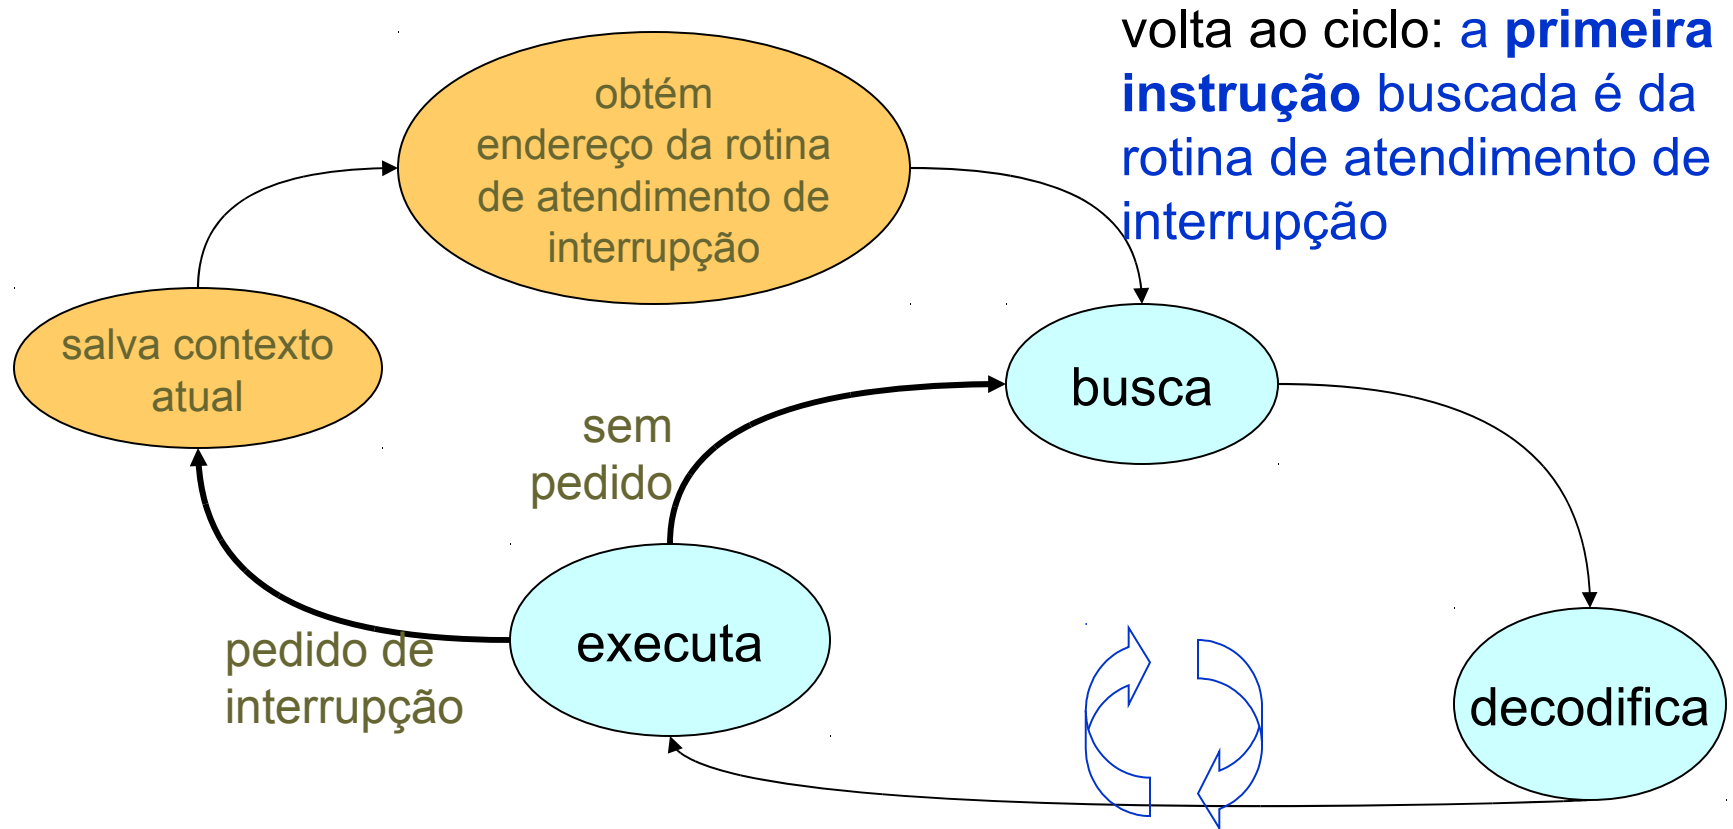 volta ao ciclo: a primeira
instrução buscada é da
rotina de atendimento de
interrupção
obtém
endereço da rotina
de atendimento de
interrupção
salva contexto
atual
busca
sem
pedido
executa
pedido de
interrupção
decodifica